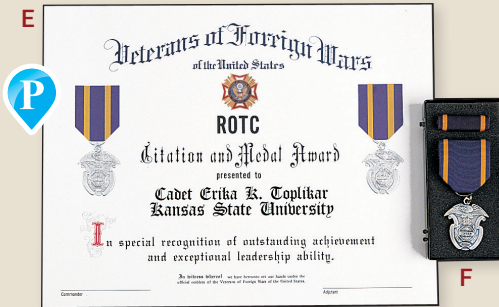 E
P
Veterans of Foreign Wars
of the United States
ROTC
Citation and Medal Award
presented to
Cadet Erika K. Toplikar
Kansas State University
In special recognition of outstanding achievement
and exceptional leadership ability.
In witness whereof we have hereunto set our hands under the
official emblem of the Veterans of Foreign Wars of the United States.
Commander
Adjutant
F